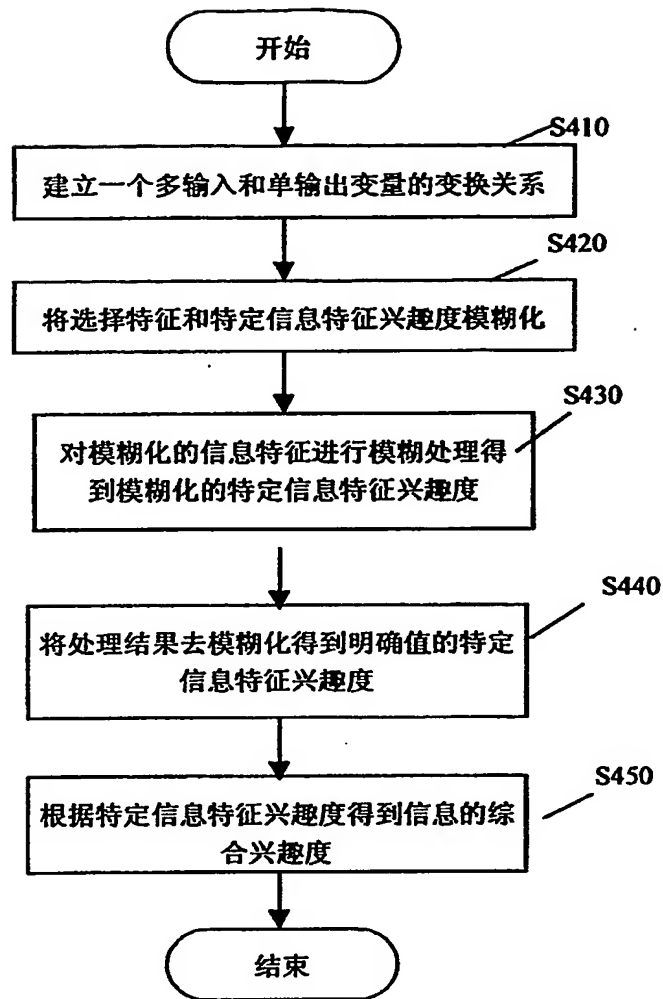 开始
S410
建立一个多输入和单输出变量的变换关系
S420
将选择特征和特定信息特征兴趣度模糊化
S430
对模糊化的信息特征进行模糊处理得
到模糊化的特定信息特征兴趣度
S440
将处理结果去模糊化得到明确值的特定
信息特征兴趣度
S450
根据特定信息特征兴趣度得到信息的综
合兴趣度
结束